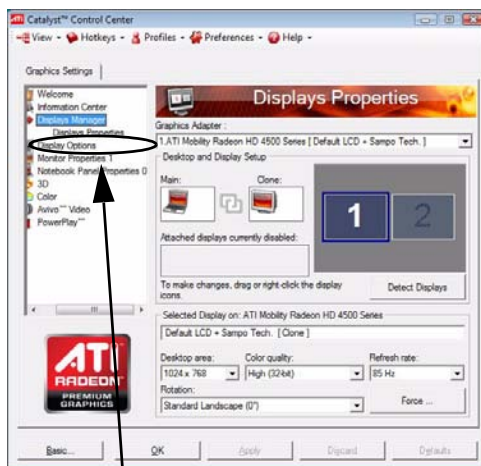 ATI Catalyst™ Control Center
View Hotkeys Profiles Preferences Help
Graphics Settings
Welcome
Information Center
Displays Manager
Displays Properties
Display Options
Monitor Properties 1
Notebook Panel Properties 0
3D
Color
Avivo™ Video
PowerPlay™
ATI
RADEON
PREMIUM
GRAPHICS
Displays Properties
Graphics Adapter :
1.ATI Mobility Radeon HD 4500 Series [ Default LCD + Sampo Tech. ]
Desktop and Display Setup
Main: Clone:
1 2
Attached displays currently disabled:
To make changes, drag or right-click the display
icons.
Detect Displays
Selected Display on: ATI Mobility Radeon HD 4500 Series
Default LCD + Sampo Tech. [Clone ]
Desktop area: Color quality: Refresh rate:
1024 x 768 High (32-bit) 85 Hz
Rotation:
Standard Landscape (0°) Force ...
Basic... OK Apply Discard Defaults